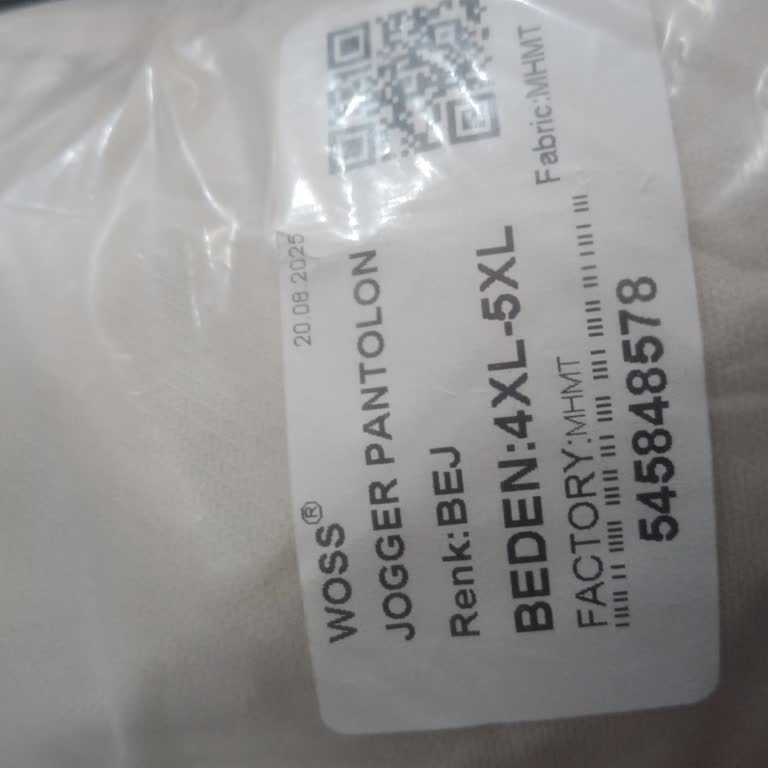 20.08.2025
WOSS®
JOGGER PANTOLON
Renk:BEJ
BEDEN:4XL-5XL
FACTORY:MHMT
Fabric:MHMT
545848578